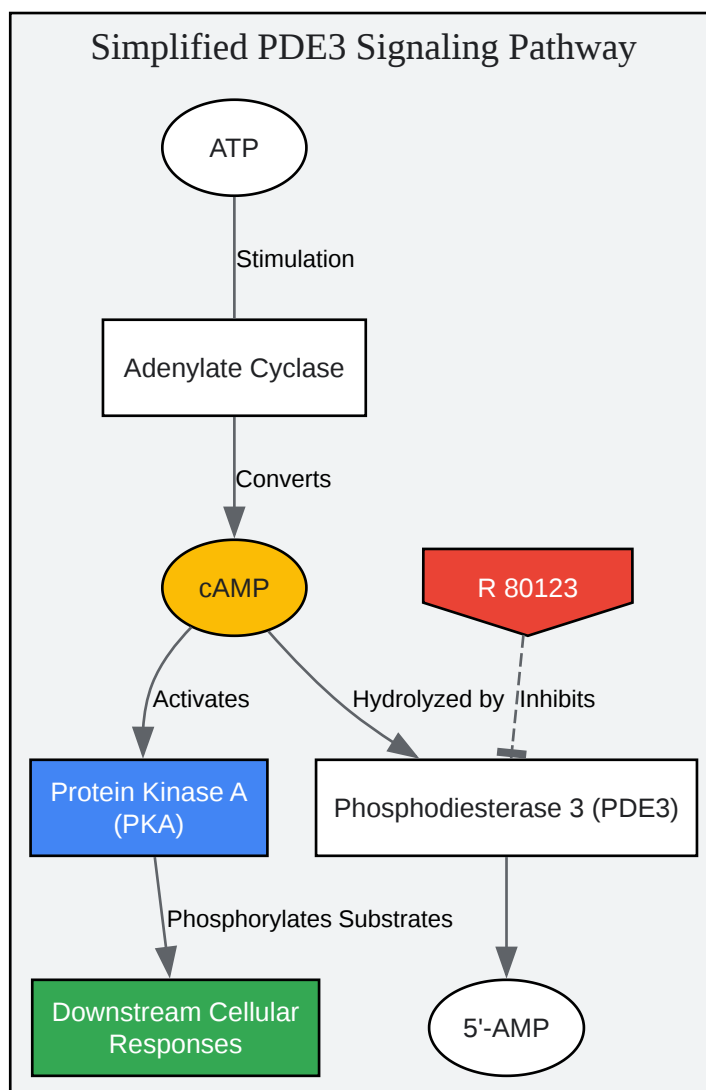 Simplified PDE3 Signaling Pathway
ATP
Stimulation
Adenylate Cyclase
Converts
cAMP
R 80123
Activates
Hydrolyzed by
Inhibits
Protein Kinase A
(PKA)
Phosphodiesterase 3 (PDE3)
Phosphorylates Substrates
Downstream Cellular
Responses
5'-AMP